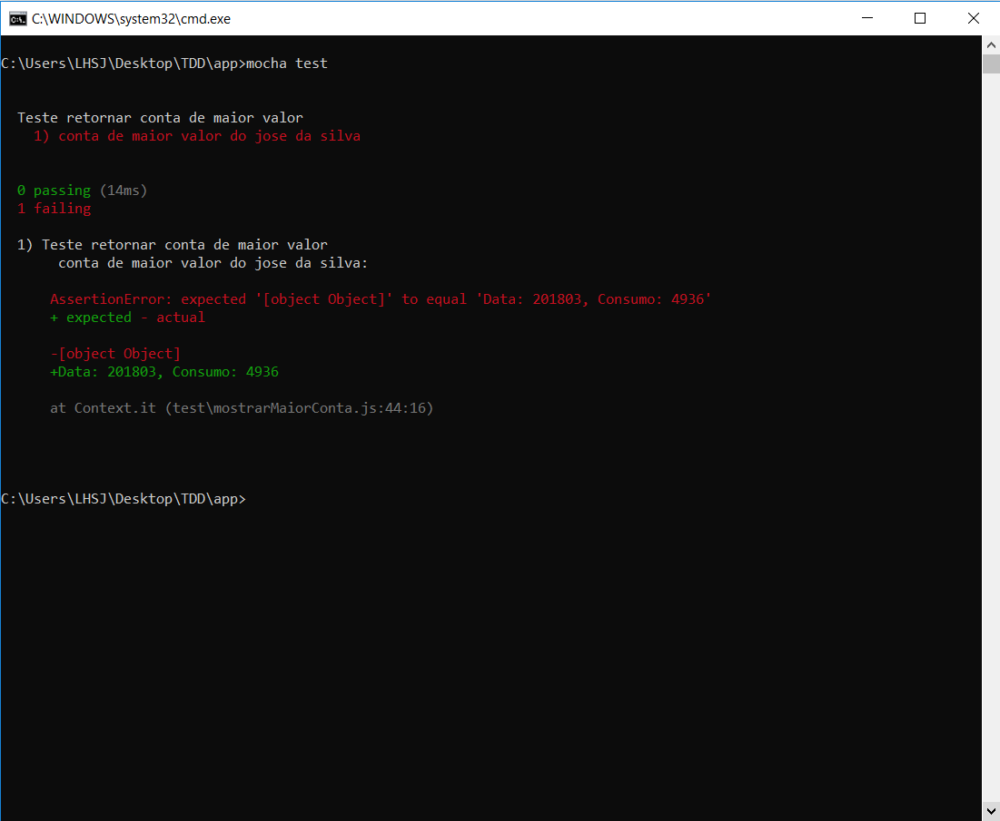 C:\WINDOWS\system32\cmd.exe
C:\Users\LHSJ\Desktop\TDD\app>mocha test
Teste retornar conta de maior valor
1) conta de maior valor do jose da silva
0 passing (14ms)
1 failing
1) Teste retornar conta de maior valor
conta de maior valor do jose da silva:
AssertionError: expected '[object Object]' to equal 'Data: 201803, Consumo: 4936'
+ expected - actual
-[object Object]
+Data: 201803, Consumo: 4936
at Context.it (test\mostrarMaiorConta.js:44:16)
C:\Users\LHSJ\Desktop\TDD\app>